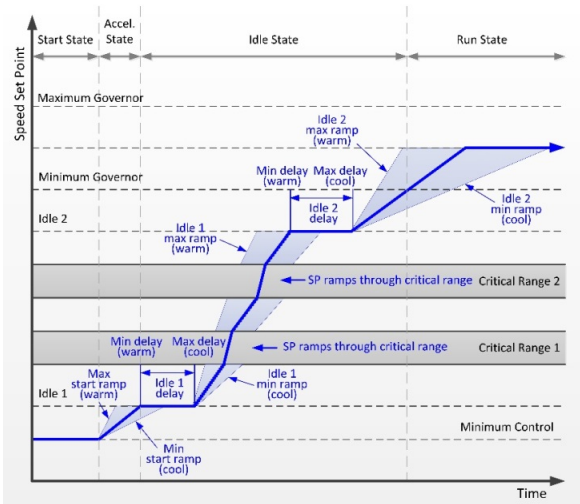 Accel.
Start State
State
Idle State
Run State
Speed Set Point
Maximum Governor
Idle 2
max ramp
(warm)
Min delay
(warm)
Max delay
(cool)
Minimum Governor
Idle 2
delay
Idle 2
min ramp
(cool)
Idle 2
Idle 1
max ramp
(warm)
SP ramps through critical range
Critical Range 2
Min delay
(warm)
Max delay
(cool)
SP ramps through critical range
Critical Range 1
Max
start ramp
(warm)
Idle 1
delay
Idle 1
min ramp
(cool)
Idle 1
Minimum Control
Min
start ramp
(cool)
Time